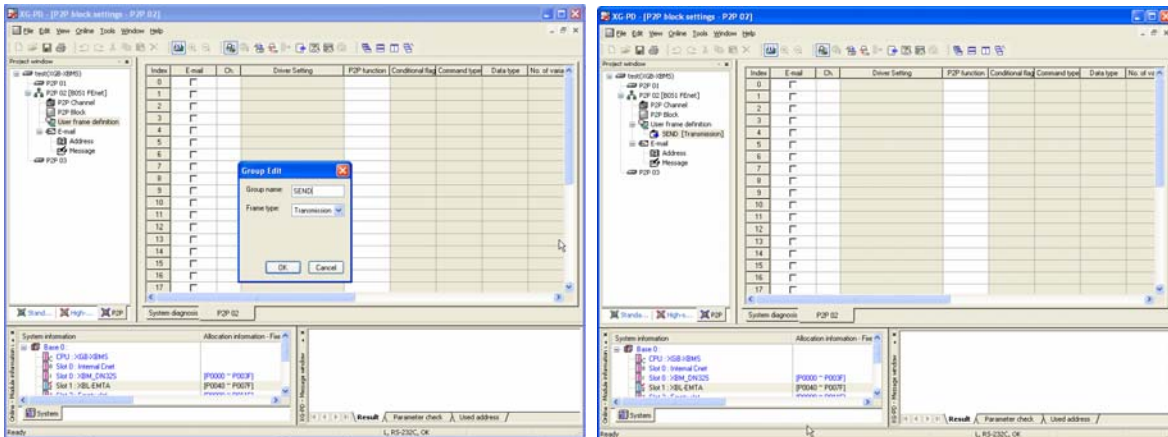 XG-PD - [P2P block settings - P2P 02]
File Edit View Online Tools Window Help
Project window
test(XGB-XBMS)
P2P 01
P2P 02 [B0S1 FEnet]
P2P Channel
P2P Block
User frame definition
E-mail
Address
Message
P2P 03
Stand... High-s... P2P
Index E-mail Ch. Driver Setting P2P function Conditional flag Command type Data type No. of varia
0
1
2
3
4
5
6
7
8
9
10
11
12
13
14
15
16
17
Group Edit
Group name: SEND
Frame type: Transmission
OK Cancel
System diagnosis P2P 02
System information Allocation information - Fixe
Base 0 :
CPU : XGB-XBMS
Slot 0 : Internal Cnet
Slot 0 : XBM_DN32S [P0000 ~ P003F]
Slot 1 : XBL-EMTA [P0040 ~ P007F]
System
Result Parameter check Used address
Ready L, RS-232C, OK
XG-PD - [P2P block settings - P2P 02]
File Edit View Online Tools Window Help
Project window
test(XGB-XBMS)
P2P 01
P2P 02 [B0S1 FEnet]
P2P Channel
P2P Block
User frame definition
SEND [Transmission]
E-mail
Address
Message
P2P 03
Standa... High-s... P2P
Index E-mail Ch. Driver Setting P2P function Conditional flag Command type Data type No. of va
0
1
2
3
4
5
6
7
8
9
10
11
12
13
14
15
16
17
System diagnosis P2P 02
System information Allocation information - Fixe
Base 0 :
CPU : XGB-XBMS
Slot 0 : Internal Cnet
Slot 0 : XBM_DN32S [P0000 ~ P003F]
Slot 1 : XBL-EMTA [P0040 ~ P007F]
System
Result Parameter check Used address
Ready L, RS-232C, OK